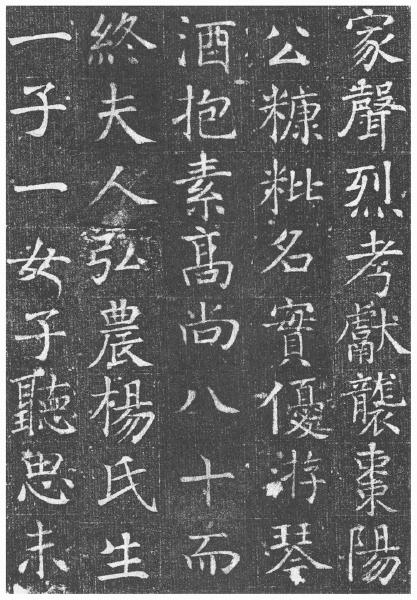 家聲烈考獻襲棗陽
公糠粃名實優游琴
酒抱素髙尚八十而
終夫人弘農楊氏生
一子一女子聽思未